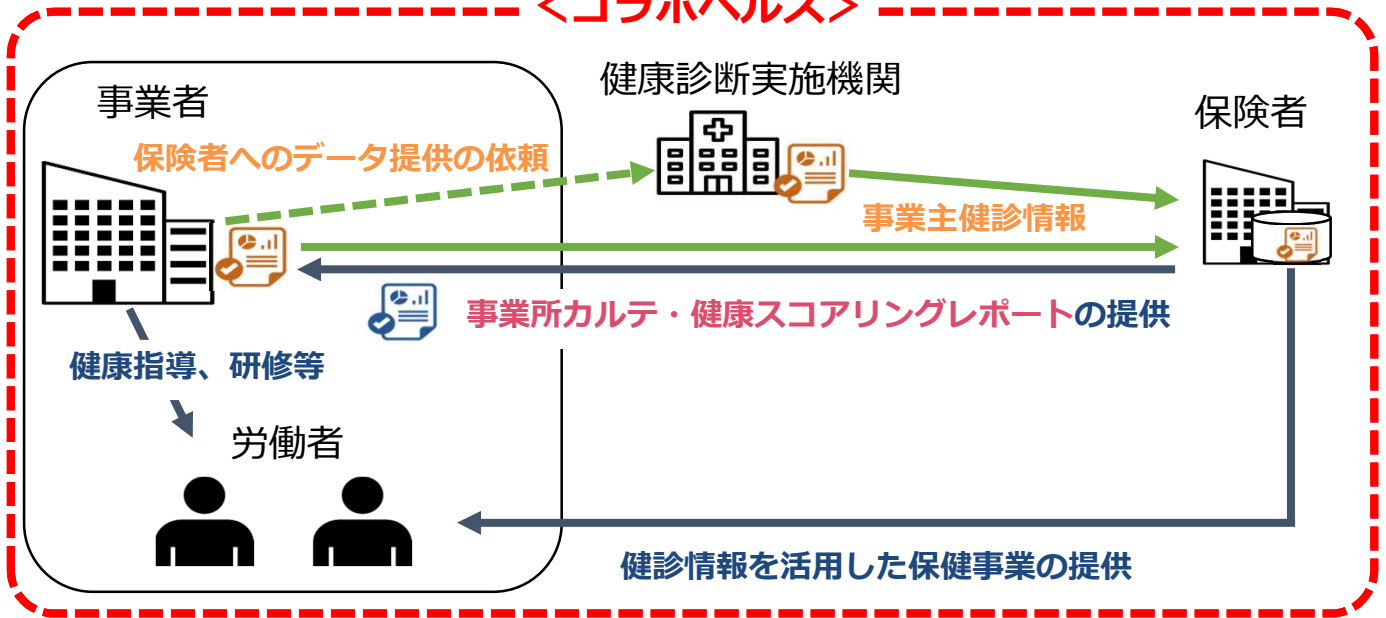 ＜コラボヘルス＞
健康診断実施機関
事業者
保険者
保険者へのデータ提供の依頼
事業主健診情報
事業所カルテ・健康スコアリングレポートの提供
健康指導、研修等
労働者
健診情報を活用した保健事業の提供